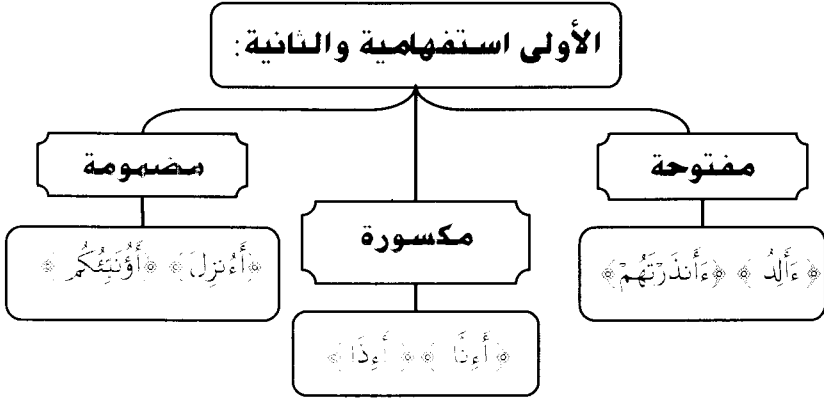 الأولى استفهامية والثانية:
مفتوحة
مكسورة
مضمومة
﴿ءَأَلِدُ﴾ ﴿ءَأَنذَرْتَهُمْ﴾
﴿أَءِنَّا﴾ ﴿أَءِذَا﴾
﴿أَءُنزِلَ﴾ ﴿أَؤُنَبِّئُكُم﴾